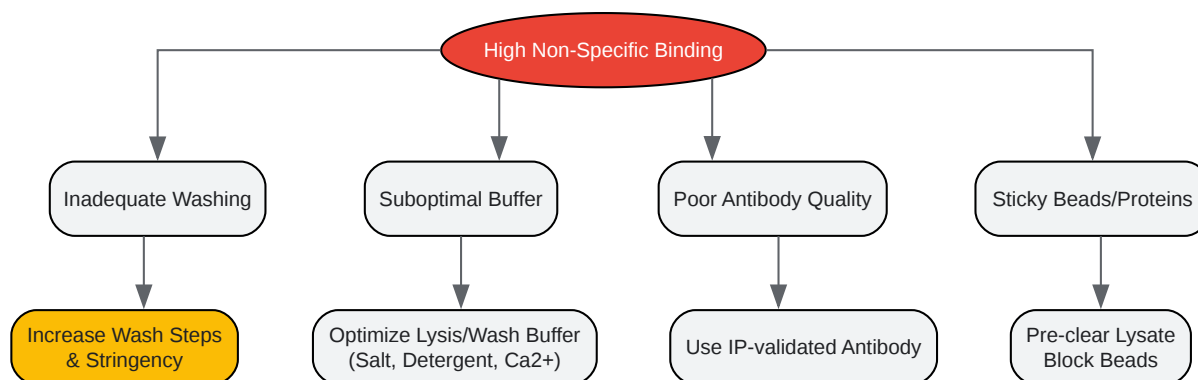 High Non-Specific Binding
Inadequate Washing
Suboptimal Buffer
Poor Antibody Quality
Sticky Beads/Proteins
Increase Wash Steps
& Stringency
Optimize Lysis/Wash Buffer
(Salt, Detergent, Ca2+)
Use IP-validated Antibody
Pre-clear Lysate
Block Beads